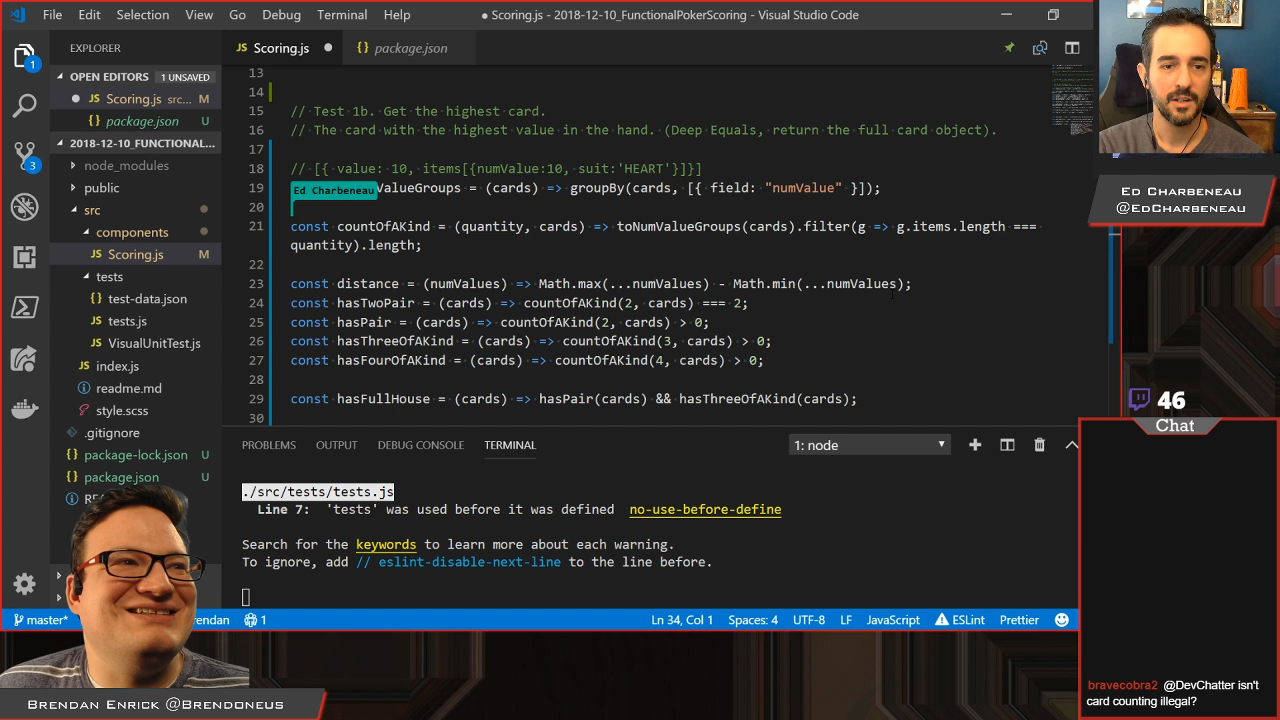 File Edit Selection View Go Debug Terminal Help
● Scoring.js - 2018-12-10_FunctionalPokerScoring - Visual Studio Code
EXPLORER
OPEN EDITORS 1 UNSAVED
JS Scoring.js src... M
{} package.json U
2018-12-10_FUNCTIONAL...
node_modules
public
src
components
JS Scoring.js M
tests
{} test-data.json
JS tests.js
JS VisualUnitTest.js
JS index.js
readme.md
style.scss
.gitignore
{} package-lock.json U
{} package.json U
1
3
JS Scoring.js
{} package.json
13
14
15 // Test 1b. Get the highest card.
16 // The card with the highest value in the hand. (Deep Equals, return the full card object).
17
18 // [{ value: 10, items[{numValue:10, suit:'HEART'}]}]
19 Ed Charbeneau ValueGroups = (cards) => groupBy(cards, [{ field: "numValue" }]);
20
21 const countOfAKind = (quantity, cards) => toNumValueGroups(cards).filter(g => g.items.length ===
quantity).length;
22
23 const distance = (numValues) => Math.max(...numValues) - Math.min(...numValues);
24 const hasTwoPair = (cards) => countOfAKind(2, cards) === 2;
25 const hasPair = (cards) => countOfAKind(2, cards) > 0;
26 const hasThreeOfAKind = (cards) => countOfAKind(3, cards) > 0;
27 const hasFourOfAKind = (cards) => countOfAKind(4, cards) > 0;
28
29 const hasFullHouse = (cards) => hasPair(cards) && hasThreeOfAKind(cards);
30
PROBLEMS OUTPUT DEBUG CONSOLE TERMINAL
1: node
./src/tests/tests.js
Line 7: 'tests' was used before it was defined no-use-before-define
Search for the keywords to learn more about each warning.
To ignore, add // eslint-disable-next-line to the line before.
master* rendan 1
Ln 34, Col 1 Spaces: 4 UTF-8 LF JavaScript ESLint Prettier
BRENDAN ENRICK @BRENDONEUS
ED CHARBENEAU
@EDCHARBENEAU
46
Chat
bravecobra2 @DevChatter isn't
card counting illegal?